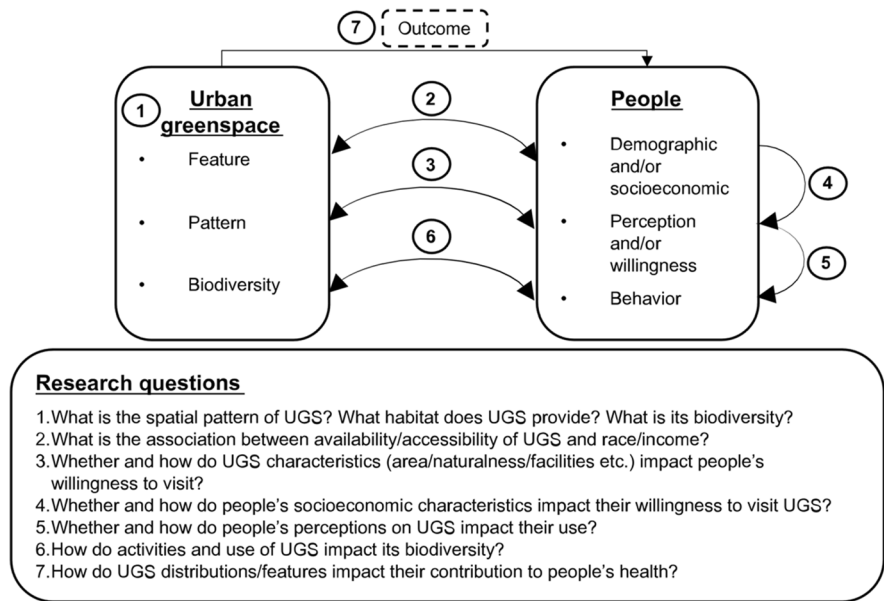 7 Outcome
1 Urban
greenspace
• Feature
• Pattern
• Biodiversity
2
3
6
People
• Demographic
and/or
socioeconomic
• Perception
and/or
willingness
• Behavior
4
5
Research questions
1.What is the spatial pattern of UGS? What habitat does UGS provide? What is its biodiversity?
2.What is the association between availability/accessibility of UGS and race/income?
3.Whether and how do UGS characteristics (area/naturalness/facilities etc.) impact people's
willingness to visit?
4.Whether and how do people's socioeconomic characteristics impact their willingness to visit UGS?
5.Whether and how do people's perceptions on UGS impact their use?
6.How do activities and use of UGS impact its biodiversity?
7.How do UGS distributions/features impact their contribution to people's health?